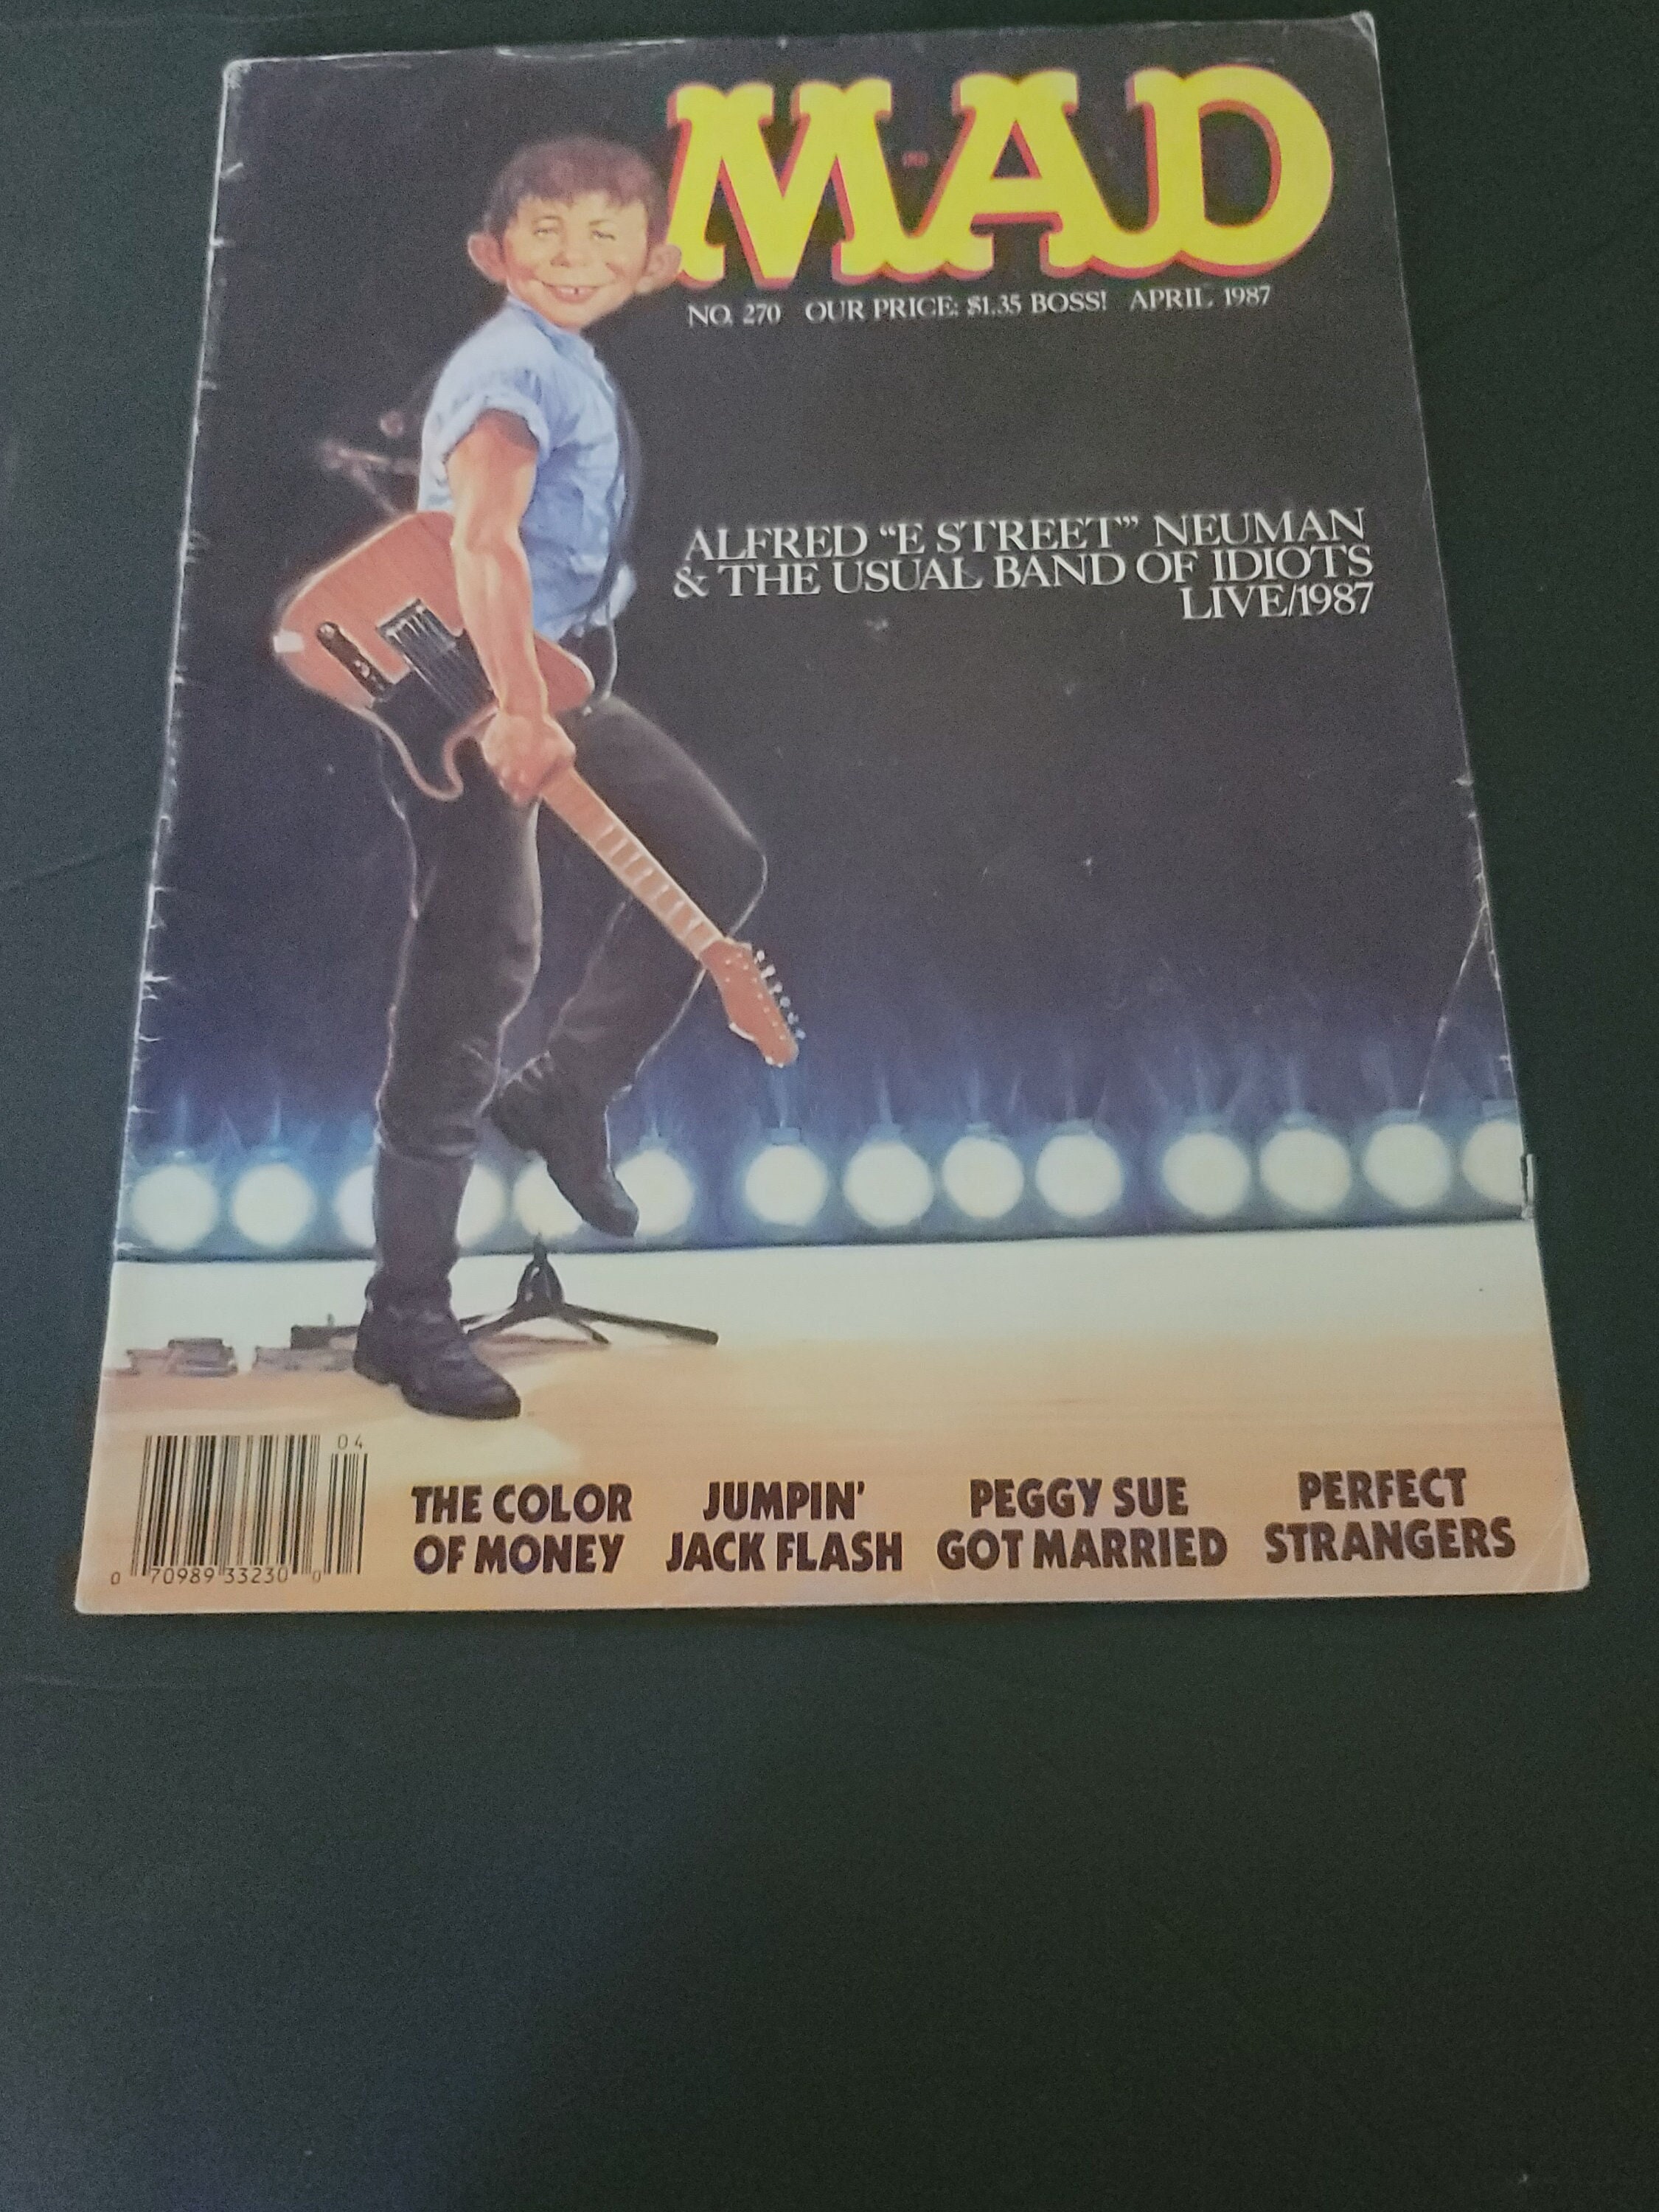 MAD
IND
NO. 270 OUR PRICE: $1.35 BOSS! APRIL 1987
ALFRED “E STREET” NEUMAN
& THE USUAL BAND OF IDIOTS
LIVE/1987
04
0 70989 33230 0
THE COLOR
OF MONEY
JUMPIN’
JACK FLASH
PEGGY SUE
GOT MARRIED
PERFECT
STRANGERS